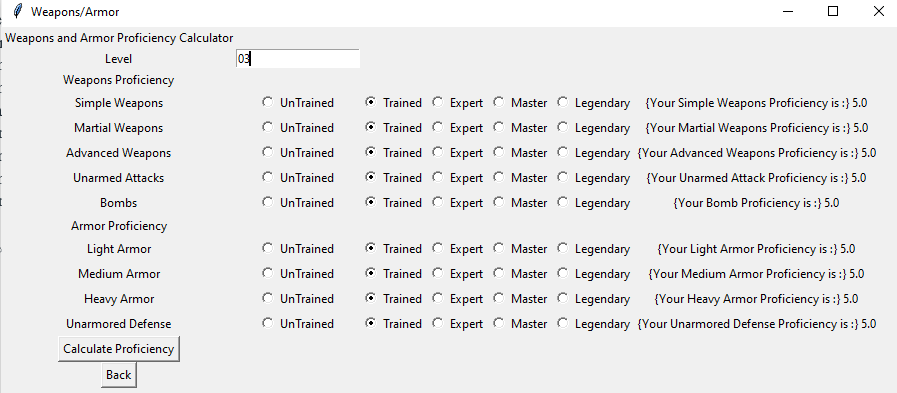 Weapons/Armor
Weapons and Armor Proficiency Calculator
Level 03
Weapons Proficiency
Simple Weapons UnTrained Trained Expert Master Legendary {Your Simple Weapons Proficiency is :} 5.0
Martial Weapons UnTrained Trained Expert Master Legendary {Your Martial Weapons Proficiency is :} 5.0
Advanced Weapons UnTrained Trained Expert Master Legendary {Your Advanced Weapons Proficiency is :} 5.0
Unarmed Attacks UnTrained Trained Expert Master Legendary {Your Unarmed Attack Proficiency is :} 5.0
Bombs UnTrained Trained Expert Master Legendary {Your Bomb Proficiency is :} 5.0
Armor Proficiency
Light Armor UnTrained Trained Expert Master Legendary {Your Light Armor Proficiency is :} 5.0
Medium Armor UnTrained Trained Expert Master Legendary {Your Medium Armor Proficiency is :} 5.0
Heavy Armor UnTrained Trained Expert Master Legendary {Your Heavy Armor Proficiency is :} 5.0
Unarmored Defense UnTrained Trained Expert Master Legendary {Your Unarmored Defense Proficiency is :} 5.0
Calculate Proficiency
Back